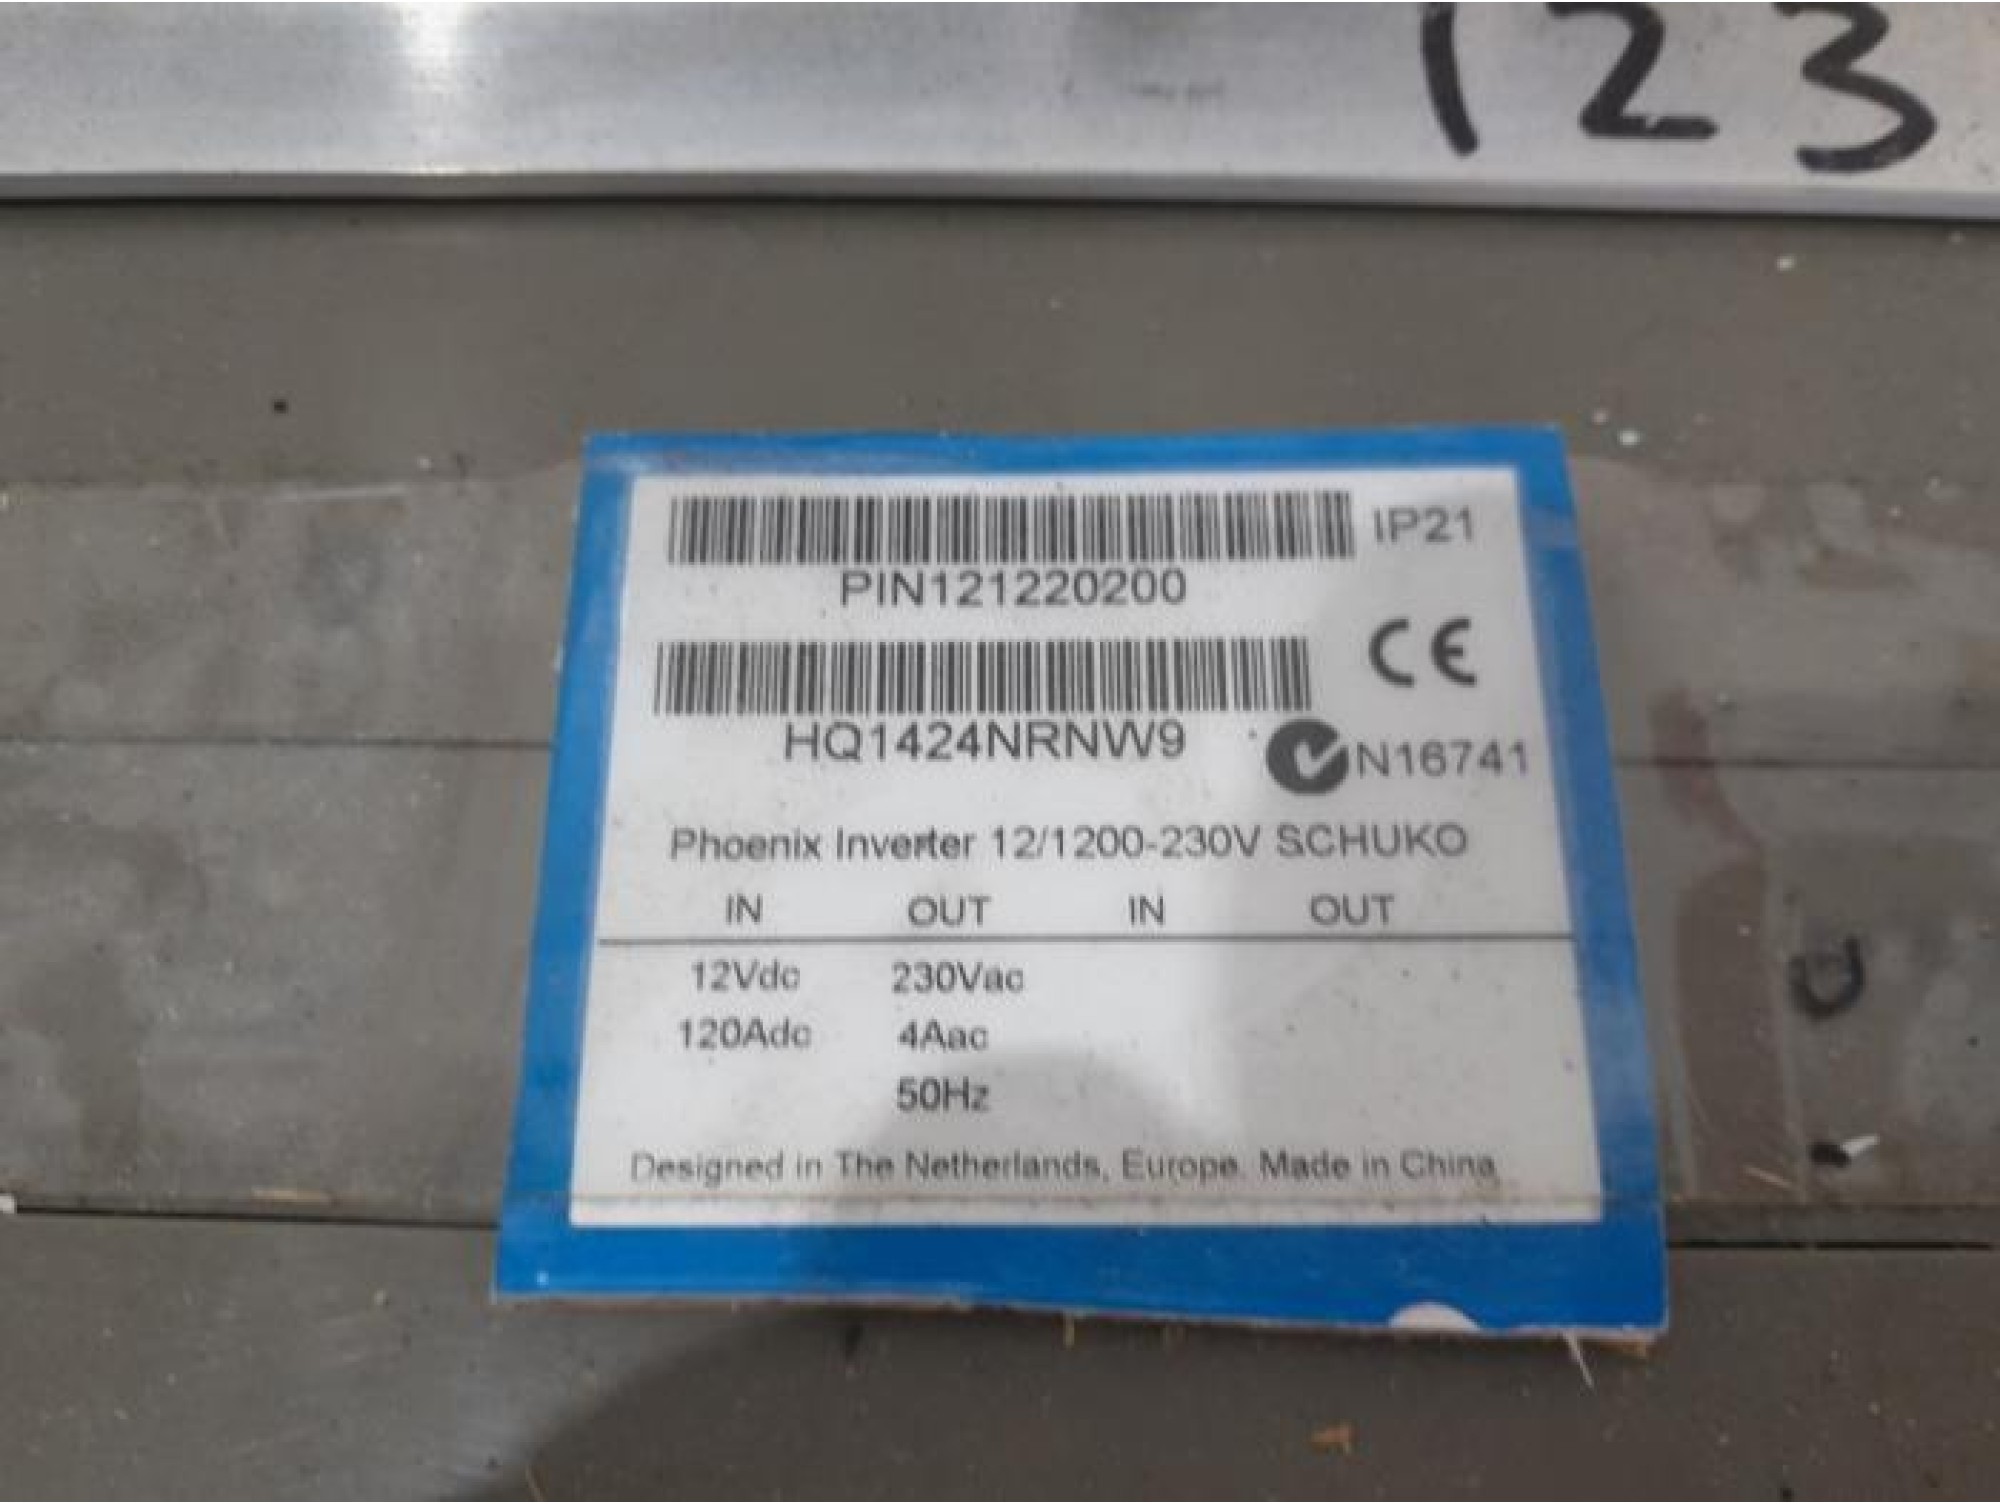 123
IP21
PIN121220200
CE
HQ1424NRNW9
N16741
Phoenix Inverter 12/1200-230V SCHUKO
IN OUT IN OUT
12Vdc 230Vac
120Adc 4Aac
50Hz
Designed in The Netherlands, Europe. Made in China